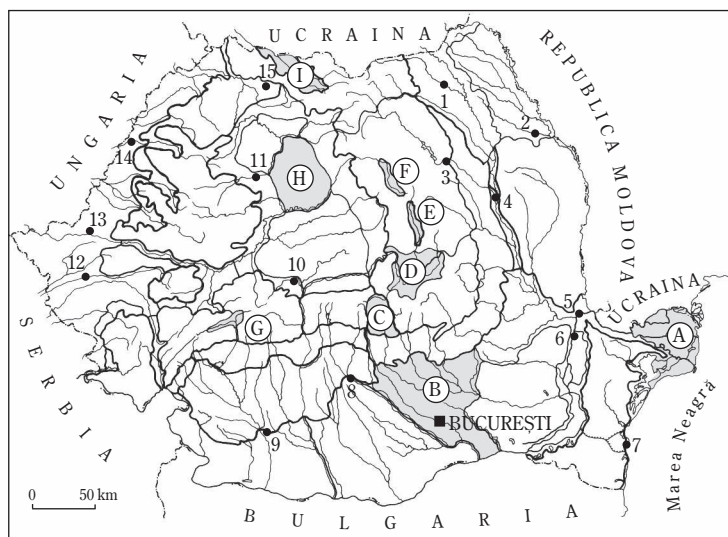 UCRAINA
UNGARIA
REPUBLICA MOLDOVA
15
I
1
2
14
11
H
F
3
4
E
13
12
10
D
5
UCRAINA
C
G
6
A
SERBIA
B
8
BUCUREȘTI
9
7
Marea Neagră
0 50 km
BULGARIA